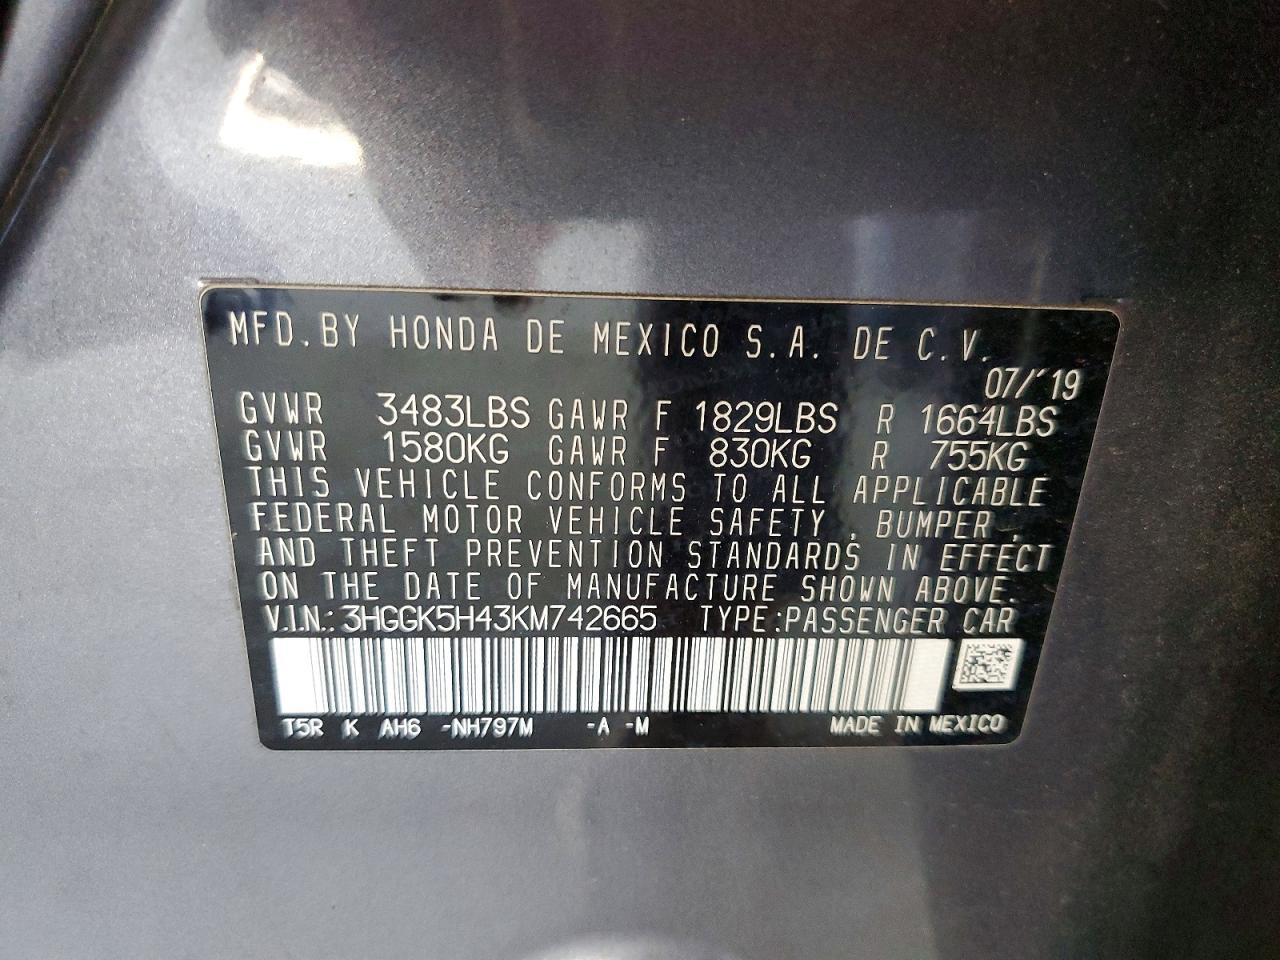 MFD. BY HONDA DE MEXICO S.A. DE C.V.
07/'19
GVWR 3483LBS GAWR F 1829LBS R 1664LBS
GVWR 1580KG GAWR F 830KG R 755KG
THIS VEHICLE CONFORMS TO ALL APPLICABLE
FEDERAL MOTOR VEHICLE SAFETY, BUMPER,
AND THEFT PREVENTION STANDARDS IN EFFECT
ON THE DATE OF MANUFACTURE SHOWN ABOVE.
V.I.N.: 3HGGK5H43KM742665 TYPE:PASSENGER CAR
T5R K AH6 -NH797M -A -M MADE IN MEXICO